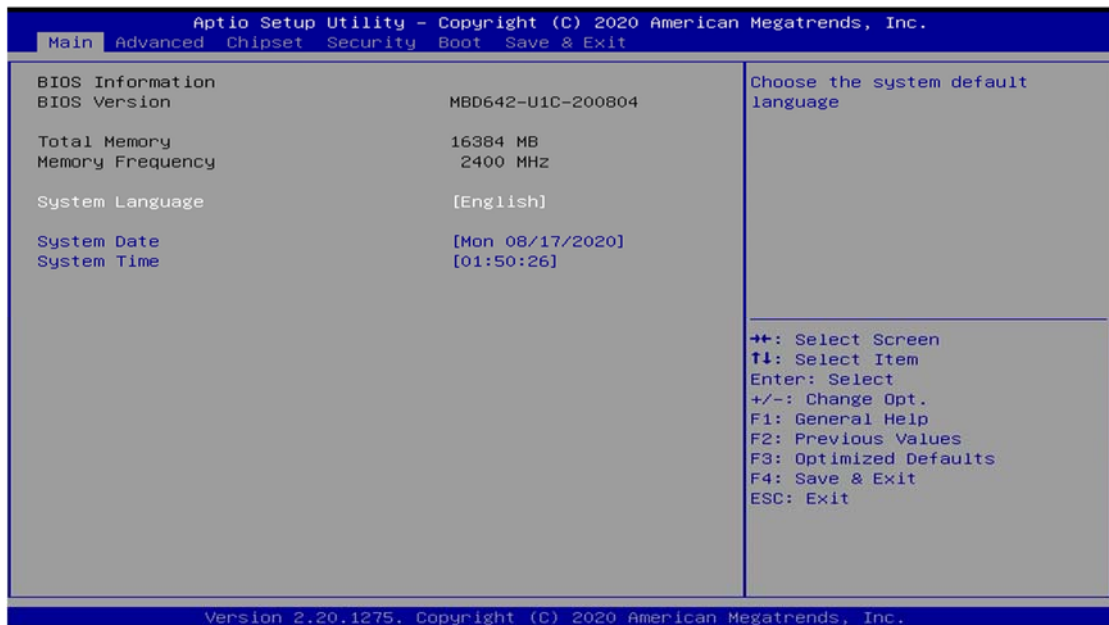 Aptio Setup Utility – Copyright (C) 2020 American Megatrends, Inc.
Main Advanced Chipset Security Boot Save & Exit
BIOS Information
BIOS Version MBD642-U1C-200804
Total Memory 16384 MB
Memory Frequency 2400 MHz
System Language [English]
System Date [Mon 08/17/2020]
System Time [01:50:26]
Choose the system default
language
→←: Select Screen
↑↓: Select Item
Enter: Select
+/-: Change Opt.
F1: General Help
F2: Previous Values
F3: Optimized Defaults
F4: Save & Exit
ESC: Exit
Version 2.20.1275. Copyright (C) 2020 American Megatrends, Inc.